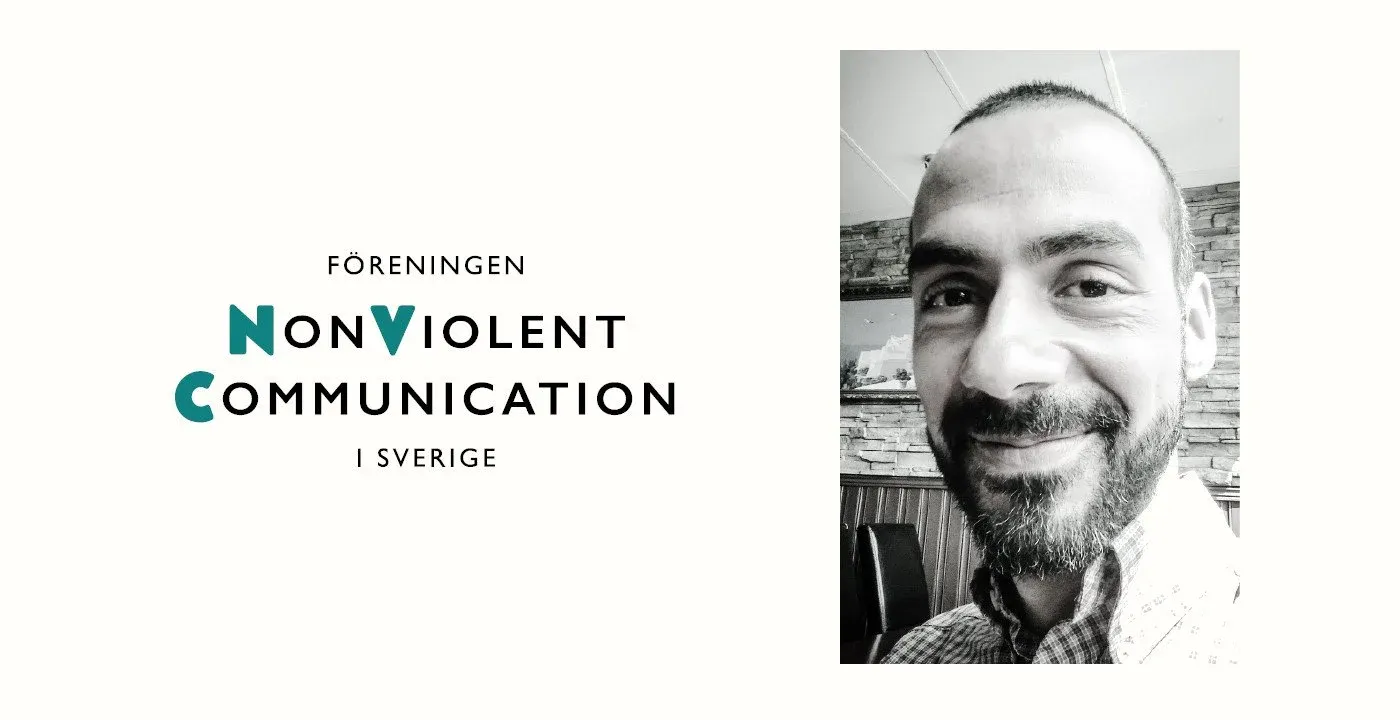 FÖRENINGEN
NONVIOLENT
COMMUNICATION
I SVERIGE